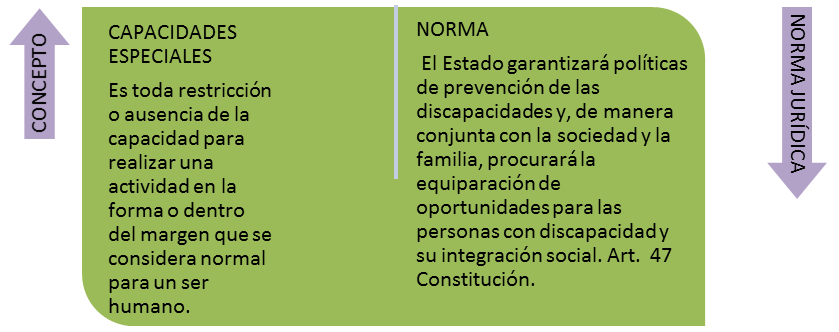 CONCEPTO
CAPACIDADES
ESPECIALES
Es toda restricción
o ausencia de la
capacidad para
realizar una
actividad en la
forma o dentro
del margen que se
considera normal
para un ser
humano.
NORMA
El Estado garantizará políticas
de prevención de las
discapacidades y, de manera
conjunta con la sociedad y la
familia, procurará la
equiparación de
oportunidades para las
personas con discapacidad y
su integración social. Art. 47
Constitución.
NORMA JURÍDICA